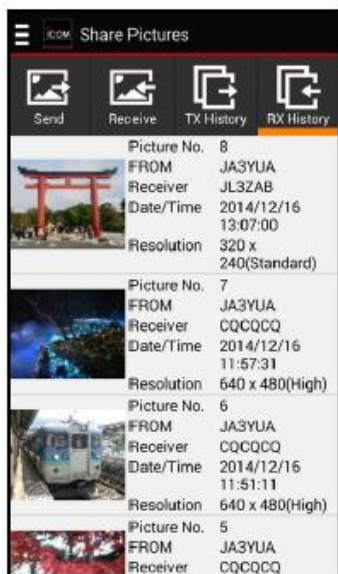 ICOM Share Pictures
Send Receive TX History RX History
Picture No. 8
FROM JA3YUA
Receiver JL3ZAB
Date/Time 2014/12/16
13:07:00
Resolution 320 x
240(Standard)
Picture No. 7
FROM JA3YUA
Receiver CQCQCQ
Date/Time 2014/12/16
11:57:31
Resolution 640 x 480(High)
Picture No. 6
FROM JA3YUA
Receiver CQCQCQ
Date/Time 2014/12/16
11:51:11
Resolution 640 x 480(High)
Picture No. 5
FROM JA3YUA
Receiver CQCQCQ